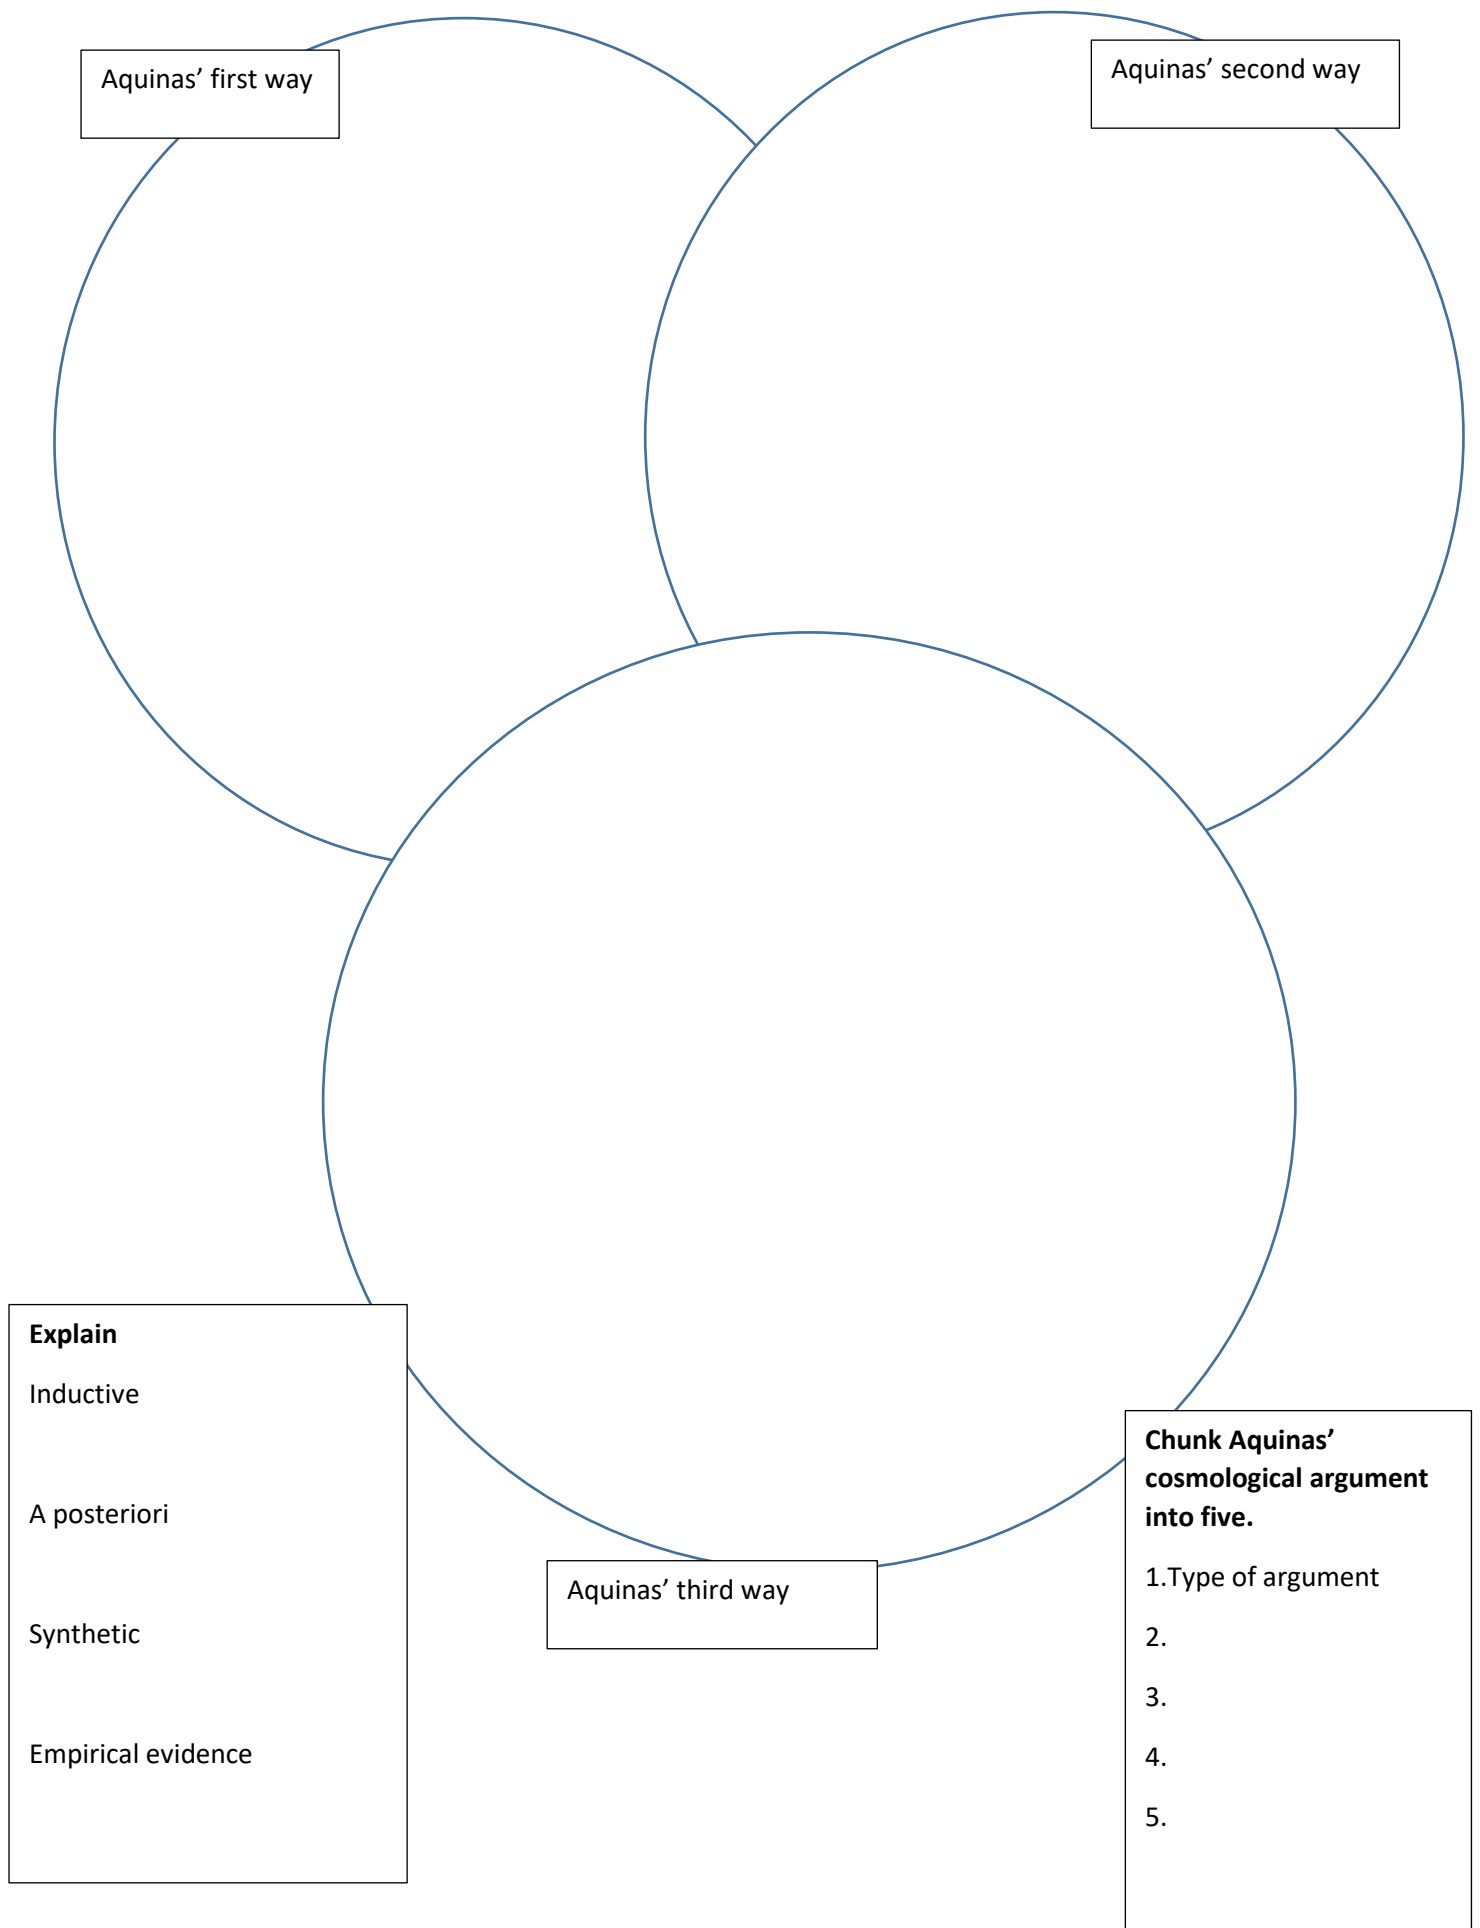 Aquinas’ first way
Aquinas’ second way
Explain
Inductive
A posteriori
Synthetic
Empirical evidence
Aquinas’ third way
Chunk Aquinas’
cosmological argument
into five.
1.Type of argument
2.
3.
4.
5.